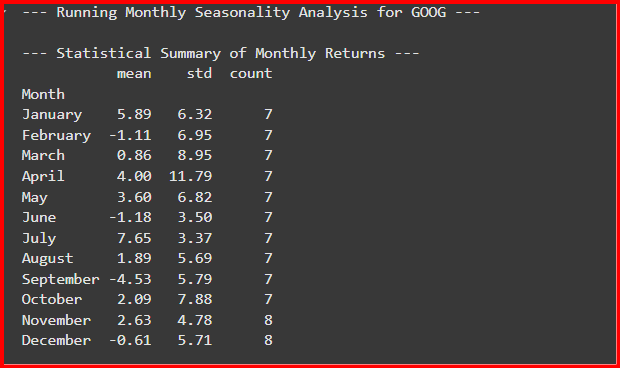 --- Running Monthly Seasonality Analysis for GOOG ---
--- Statistical Summary of Monthly Returns ---
mean std count
Month
January 5.89 6.32 7
February -1.11 6.95 7
March 0.86 8.95 7
April 4.00 11.79 7
May 3.60 6.82 7
June -1.18 3.50 7
July 7.65 3.37 7
August 1.89 5.69 7
September -4.53 5.79 7
October 2.09 7.88 7
November 2.63 4.78 8
December -0.61 5.71 8